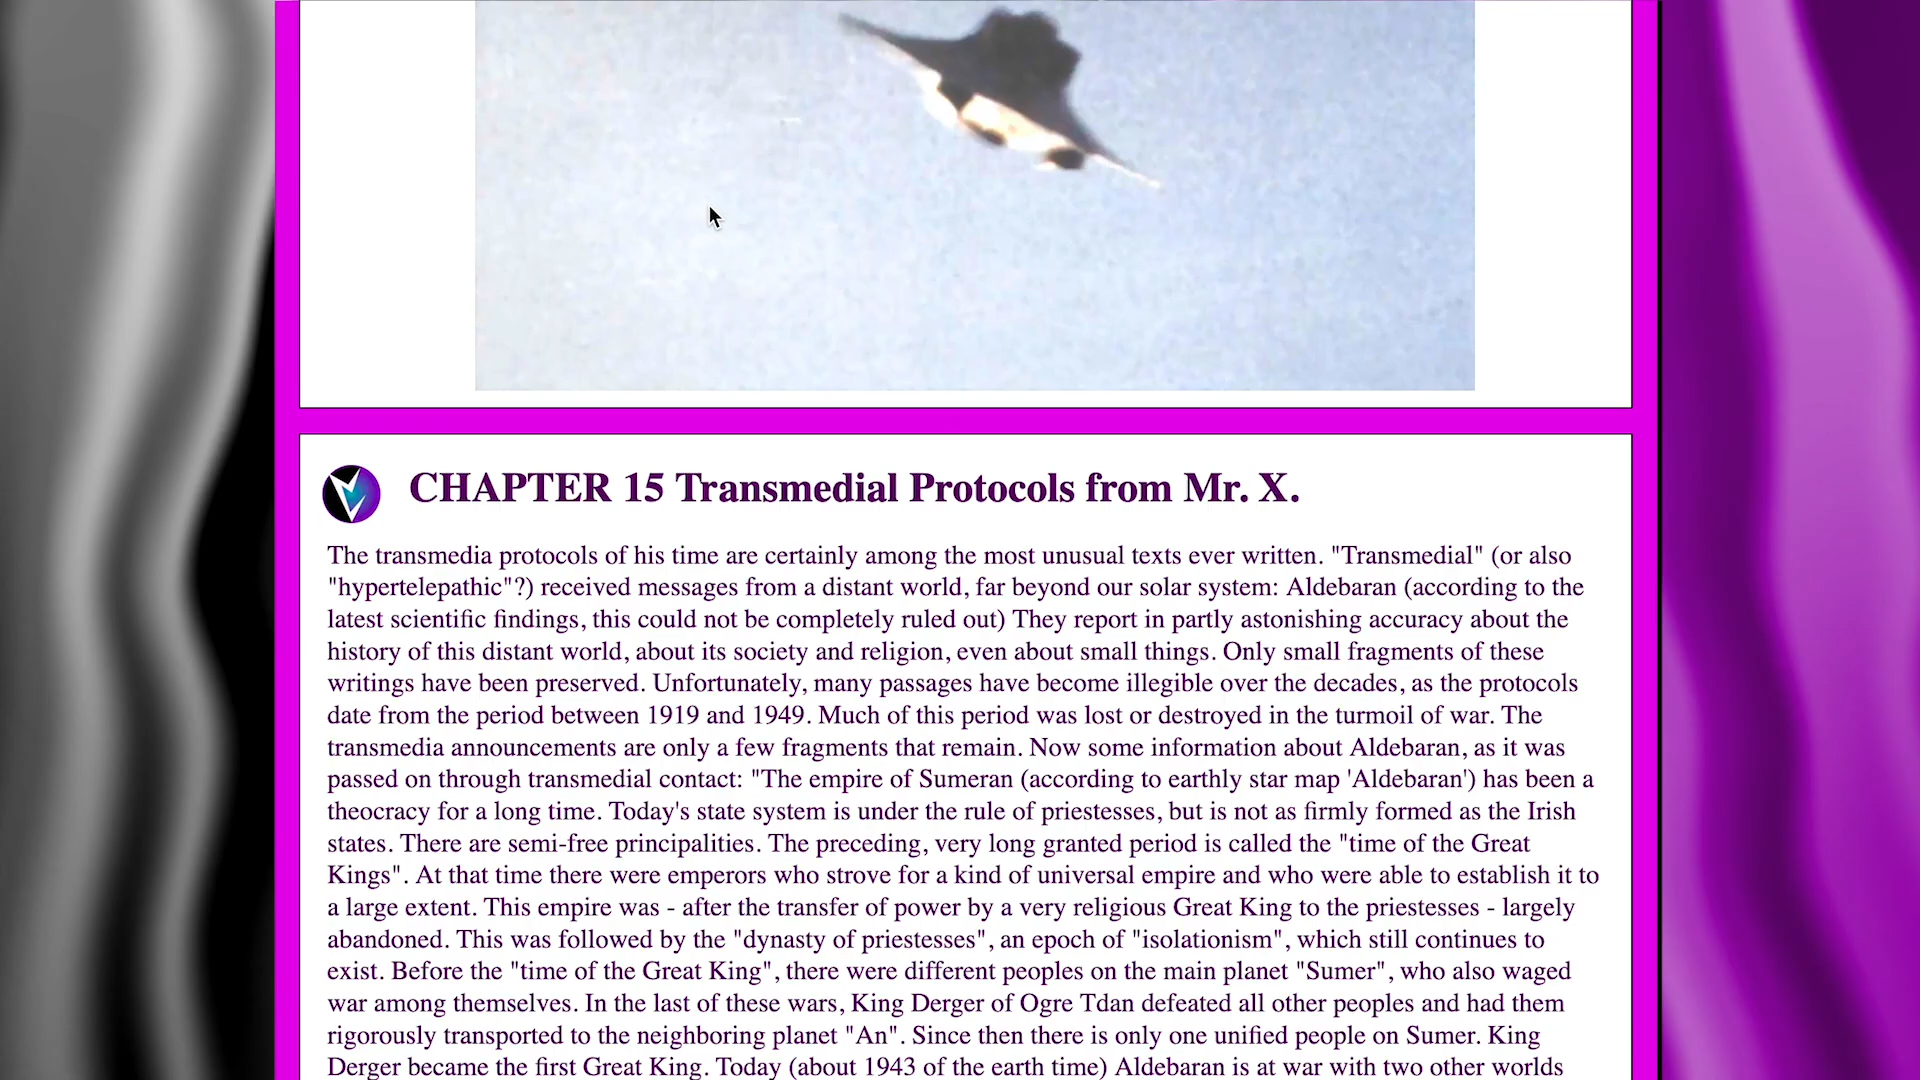 CHAPTER 15 Transmedial Protocols from Mr. X.
The transmedia protocols of his time are certainly among the most unusual texts ever written. "Transmedial" (or also
"hypertelepathic"?) received messages from a distant world, far beyond our solar system: Aldebaran (according to the
latest scientific findings, this could not be completely ruled out) They report in partly astonishing accuracy about the
history of this distant world, about its society and religion, even about small things. Only small fragments of these
writings have been preserved. Unfortunately, many passages have become illegible over the decades, as the protocols
date from the period between 1919 and 1949. Much of this period was lost or destroyed in the turmoil of war. The
transmedia announcements are only a few fragments that remain. Now some information about Aldebaran, as it was
passed on through transmedial contact: "The empire of Sumeran (according to earthly star map 'Aldebaran') has been a
theocracy for a long time. Today's state system is under the rule of priestesses, but is not as firmly formed as the Irish
states. There are semi-free principalities. The preceding, very long granted period is called the "time of the Great
Kings". At that time there were emperors who strove for a kind of universal empire and who were able to establish it to
a large extent. This empire was - after the transfer of power by a very religious Great King to the priestesses - largely
abandoned. This was followed by the "dynasty of priestesses", an epoch of "isolationism", which still continues to
exist. Before the "time of the Great King", there were different peoples on the main planet "Sumer", who also waged
war among themselves. In the last of these wars, King Derger of Ogre Tdan defeated all other peoples and had them
rigorously transported to the neighboring planet "An". Since then there is only one unified people on Sumer. King
Derger became the first Great King. Today (about 1943 of the earth time) Aldebaran is at war with two other worlds